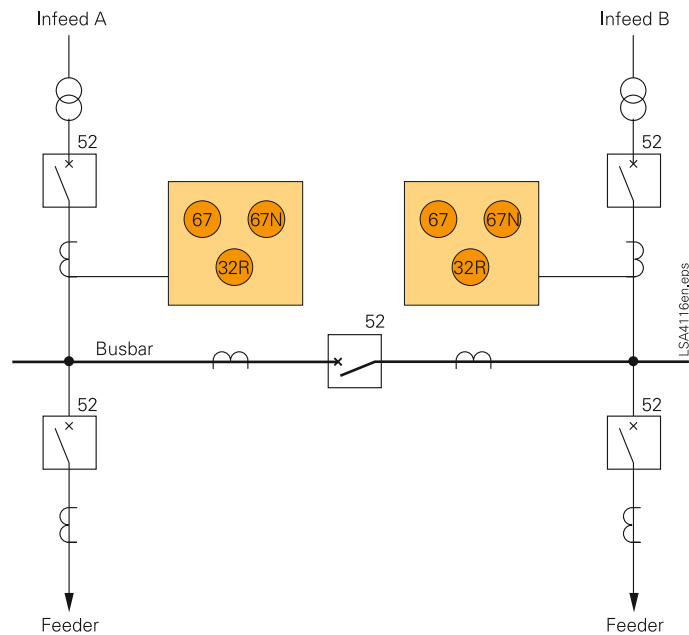 Infeed A
Infeed B
52
52
67
67N
32R
67
67N
32R
LSA4116en.eps
52
Busbar
52
52
Feeder
Feeder